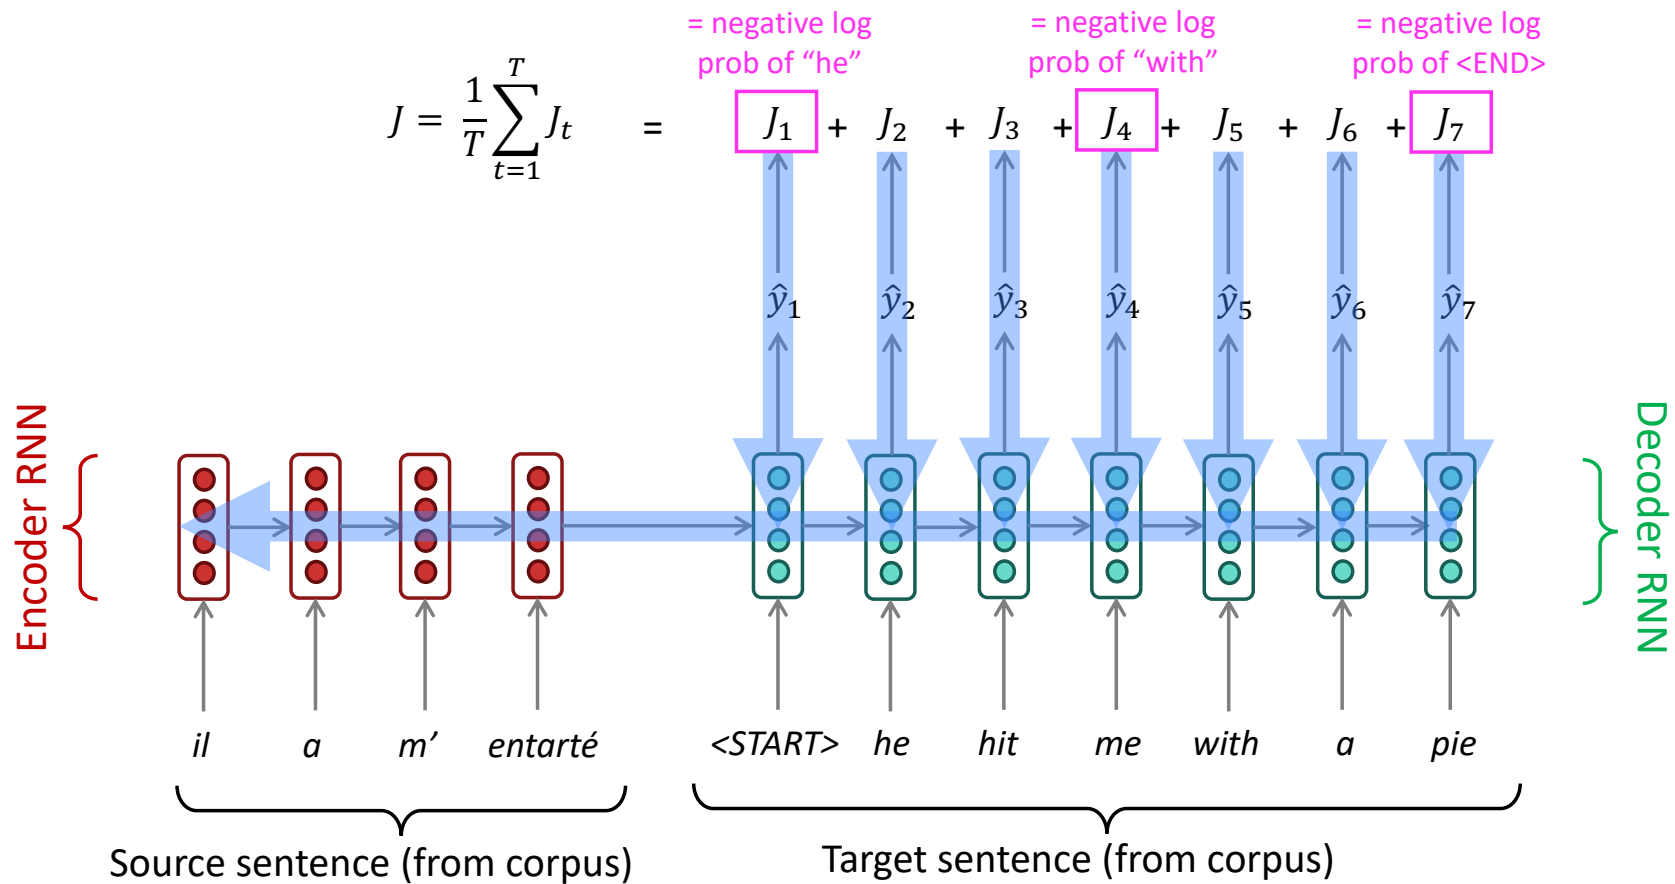 = negative log
prob of “he”
= negative log
prob of “with”
= negative log
prob of <END>
J = 1/T ∑_{t=1}^{T} J_t = J₁ + J₂ + J₃ + J₄ + J₅ + J₆ + J₇
ŷ₁ ŷ₂ ŷ₃ ŷ₄ ŷ₅ ŷ₆ ŷ₇
Encoder RNN
Decoder RNN
il a m’ entarté <START> he hit me with a pie
Source sentence (from corpus)
Target sentence (from corpus)